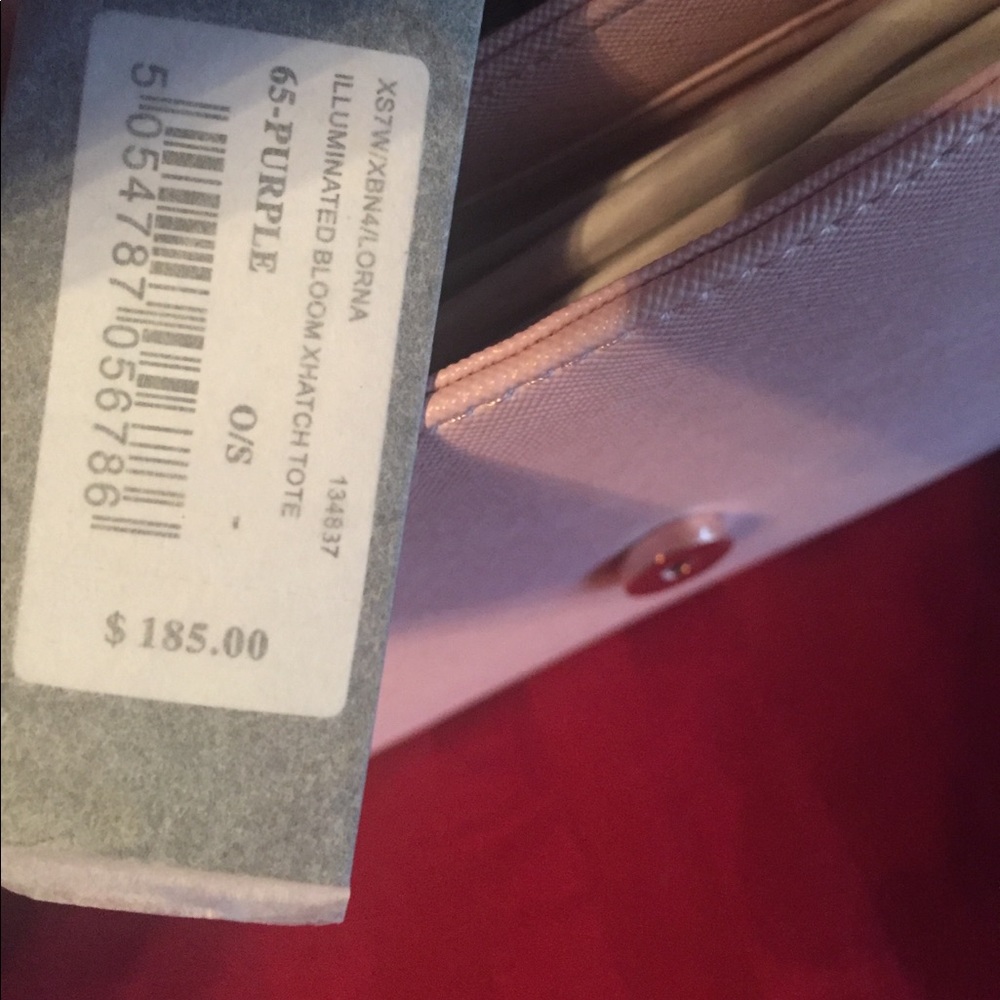 XS7W/XBN4/LORNA 134837
ILLUMINATED BLOOM XHATCH TOTE
65-PURPLE O/S -
5 054787 056786
$ 185.00